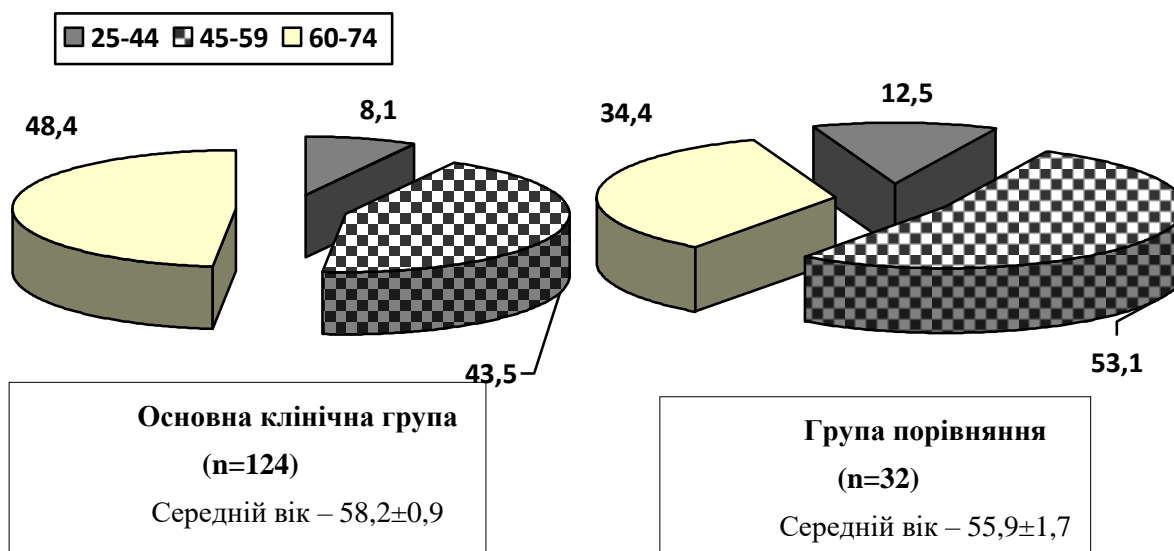 25-44 45-59 60-74
48,4
8,1
43,5
34,4
12,5
53,1
Основна клінічна група
(n=124)
Середній вік – 58,2±0,9
Група порівняння
(n=32)
Середній вік – 55,9±1,7